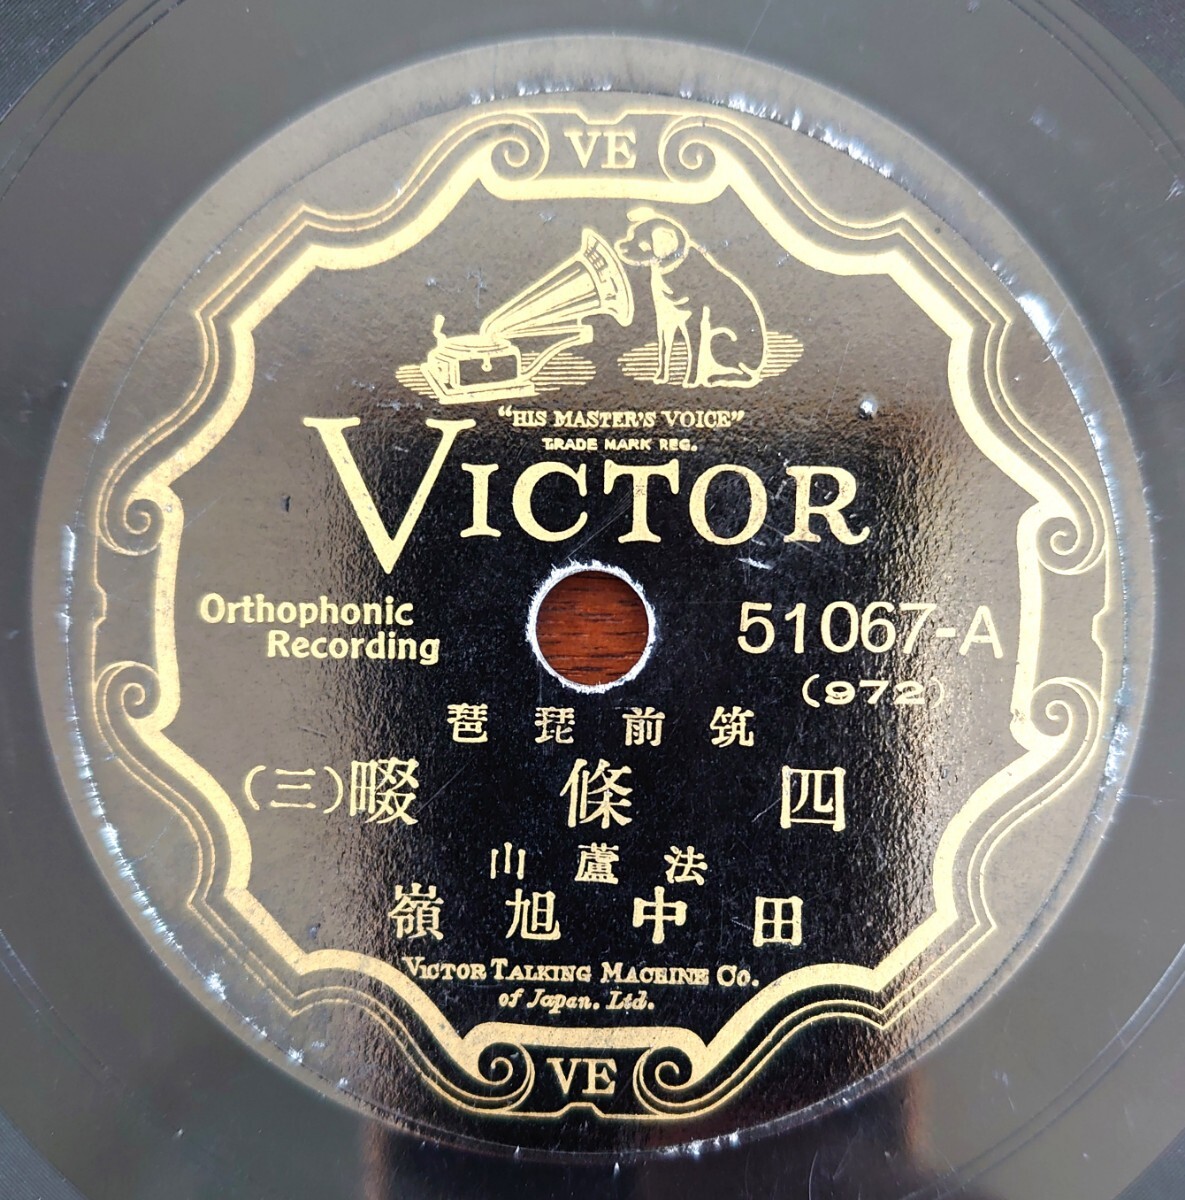 VE
"HIS MASTER'S VOICE"
TRADE MARK REG.
VICTOR
Orthophonic
Recording
51067-A
(972)
筑前琵琶
四條畷(三)
法蘆山
田中旭嶺
VICTOR TALKING MACHINE CO.
of Japan. Ltd.
VE